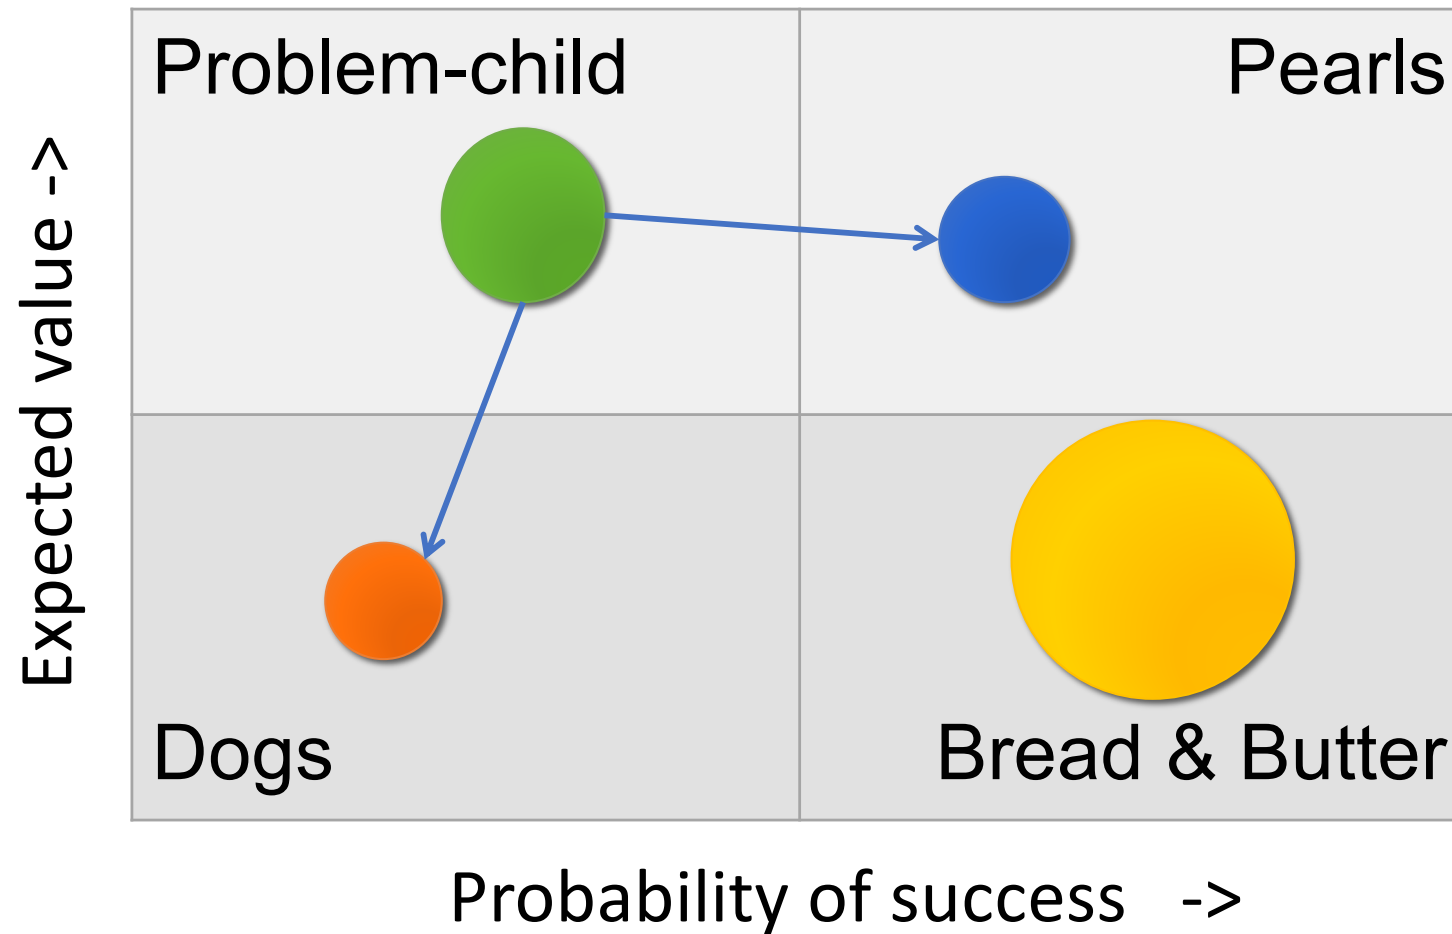 Problem-child
Pearls
Expected value ->
Dogs
Bread & Butter
Probability of success ->